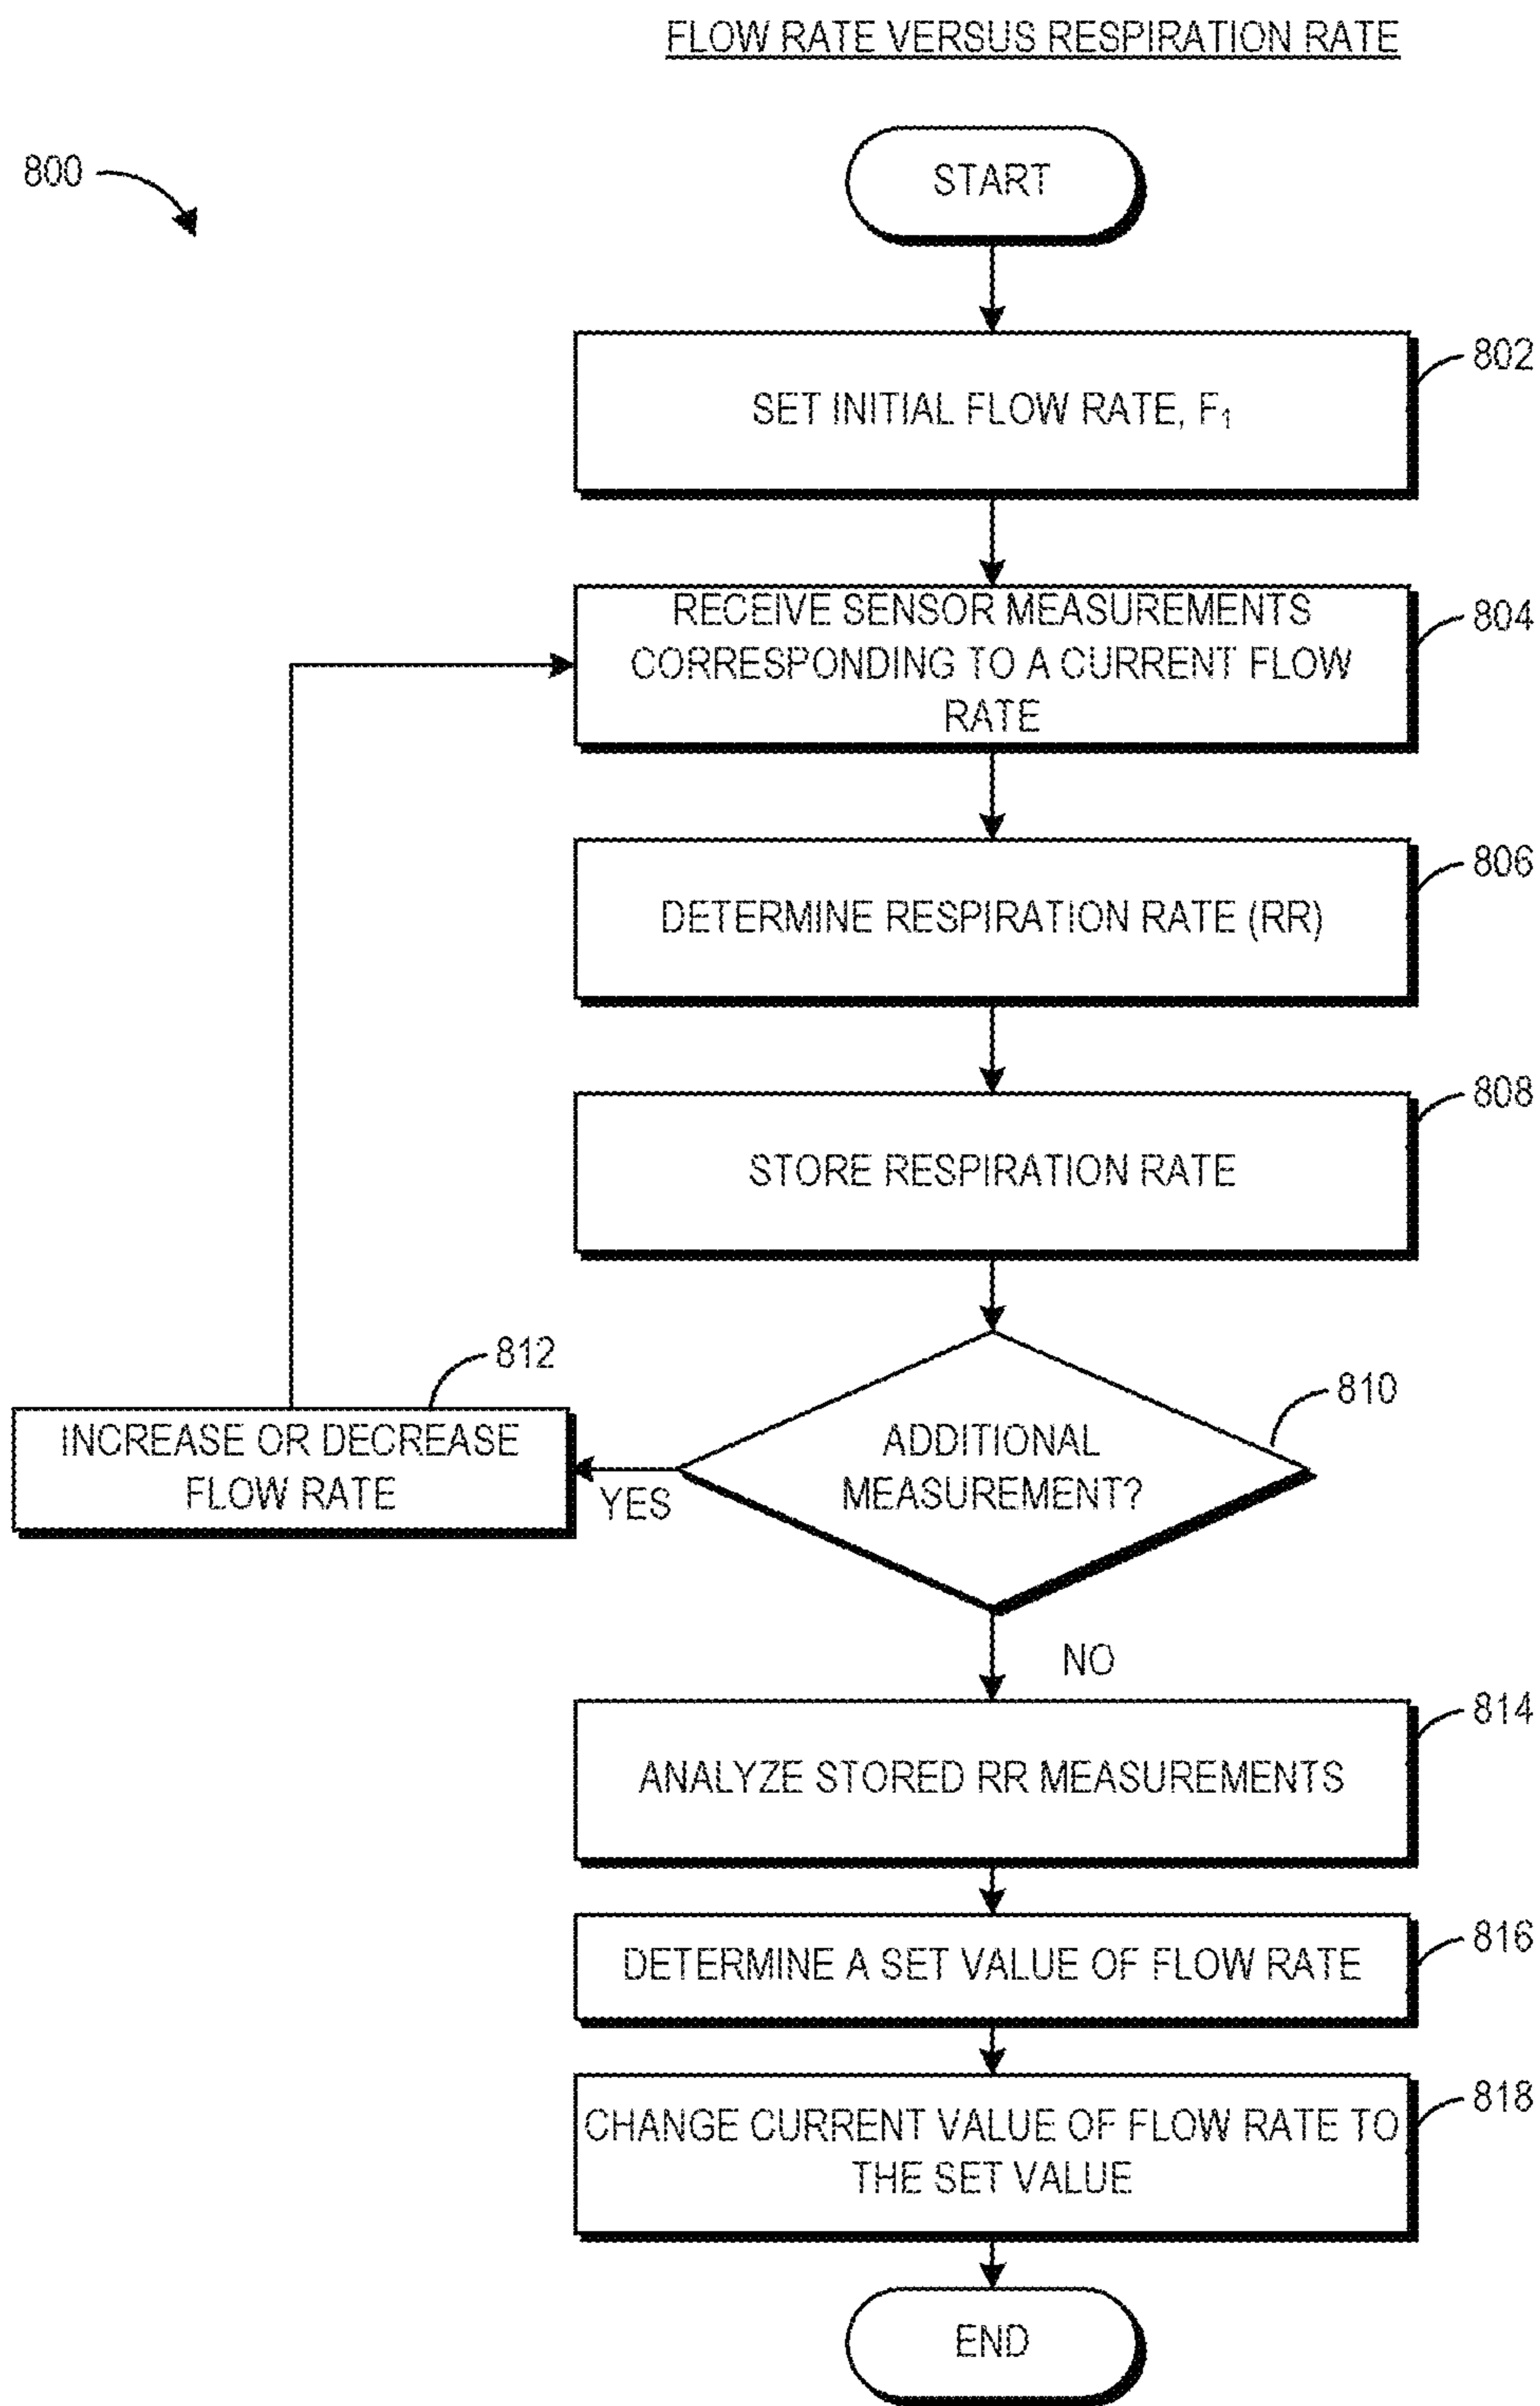 FLOW RATE VERSUS RESPIRATION RATE
800
START
802
SET INITIAL FLOW RATE, F₁
804
RECEIVE SENSOR MEASUREMENTS
CORRESPONDING TO A CURRENT FLOW
RATE
806
DETERMINE RESPIRATION RATE (RR)
808
STORE RESPIRATION RATE
812
INCREASE OR DECREASE
FLOW RATE
YES
810
ADDITIONAL
MEASUREMENT?
NO
814
ANALYZE STORED RR MEASUREMENTS
816
DETERMINE A SET VALUE OF FLOW RATE
818
CHANGE CURRENT VALUE OF FLOW RATE TO
THE SET VALUE
END